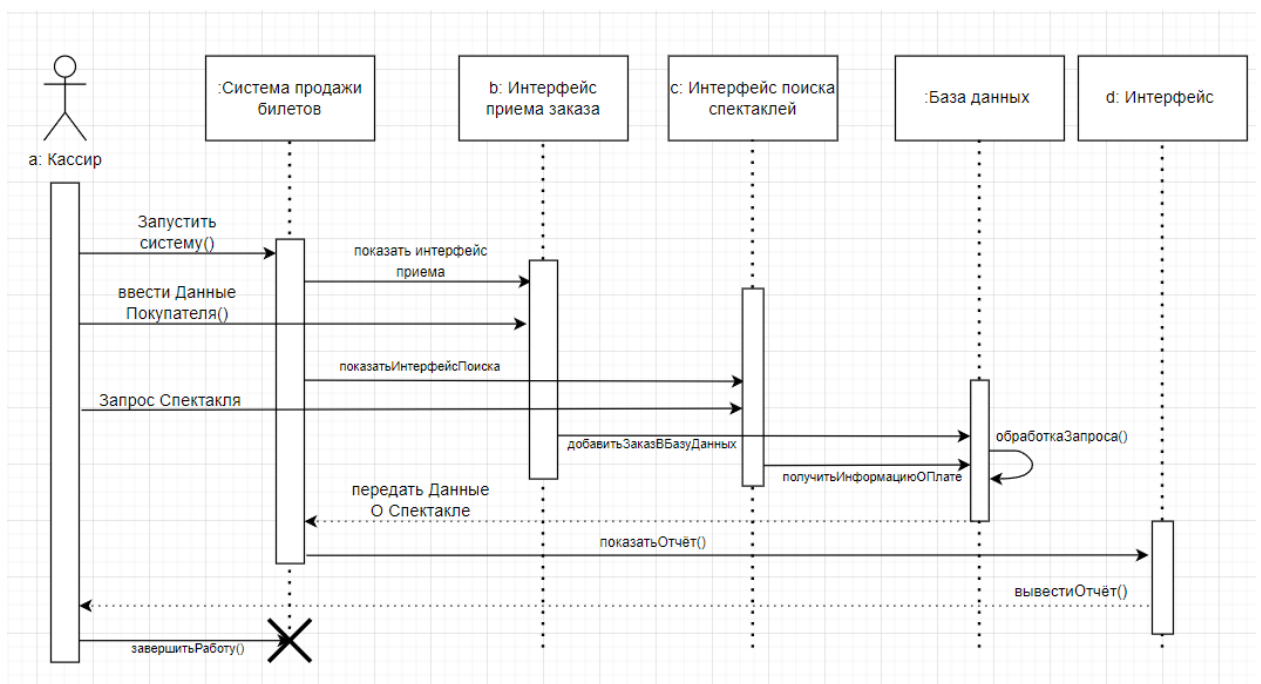 :Система продажи
билетов
b: Интерфейс
приема заказа
c: Интерфейс поиска
спектаклей
:База данных
d: Интерфейс
a: Кассир
Запустить
систему()
показать интерфейс
приема
ввести Данные
Покупателя()
показатьИнтерфейсПоиска
Запрос Спектакля
добавитьЗаказВБазуДанных
обработкаЗапроса()
получитьИнформациюОПлате
передать Данные
О Спектакле
показатьОтчёт()
вывестиОтчёт()
завершитьРаботу()